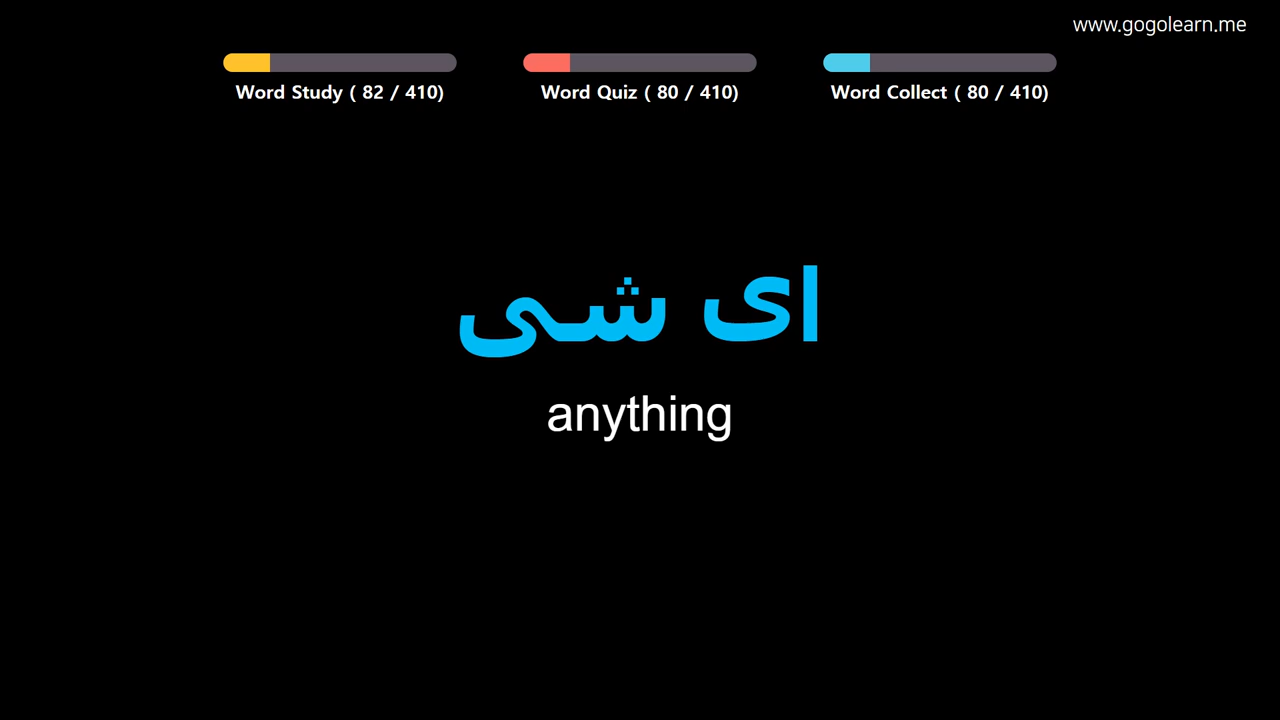 www.gogolearn.me
Word Study ( 82 / 410)
Word Quiz ( 80 / 410)
Word Collect ( 80 / 410)
ای شی
anything